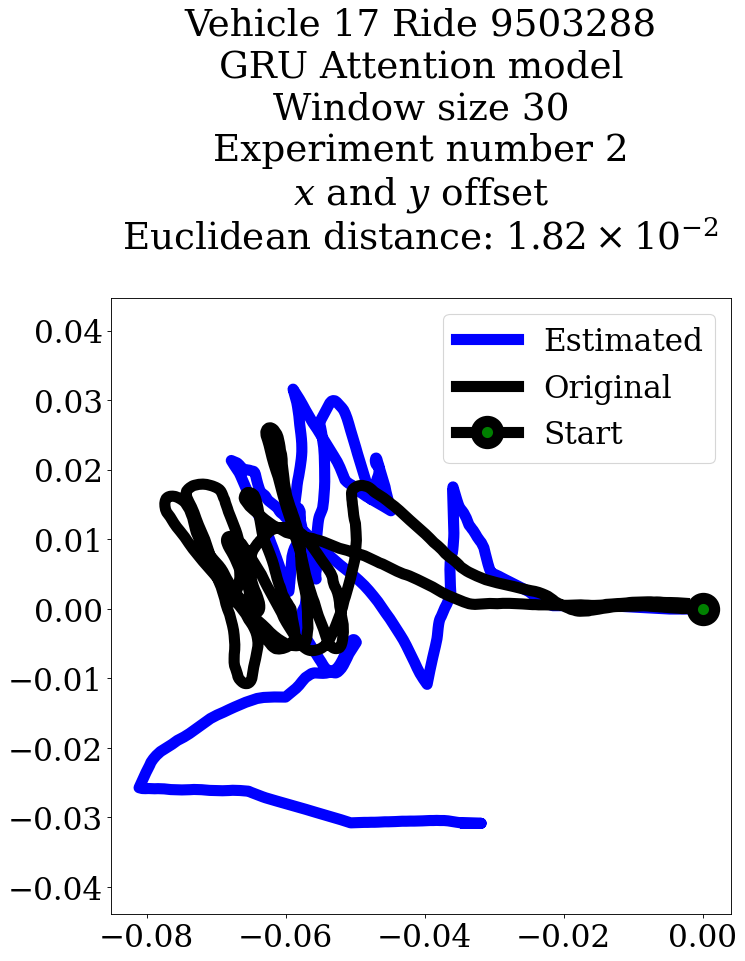 Vehicle 17 Ride 9503288
GRU Attention model
Window size 30
Experiment number 2
x and y offset
Euclidean distance: 1.82 × 10⁻²
Estimated
Original
Start
0.04
0.03
0.02
0.01
0.00
−0.01
−0.02
−0.03
−0.04
−0.08 −0.06 −0.04 −0.02 0.00